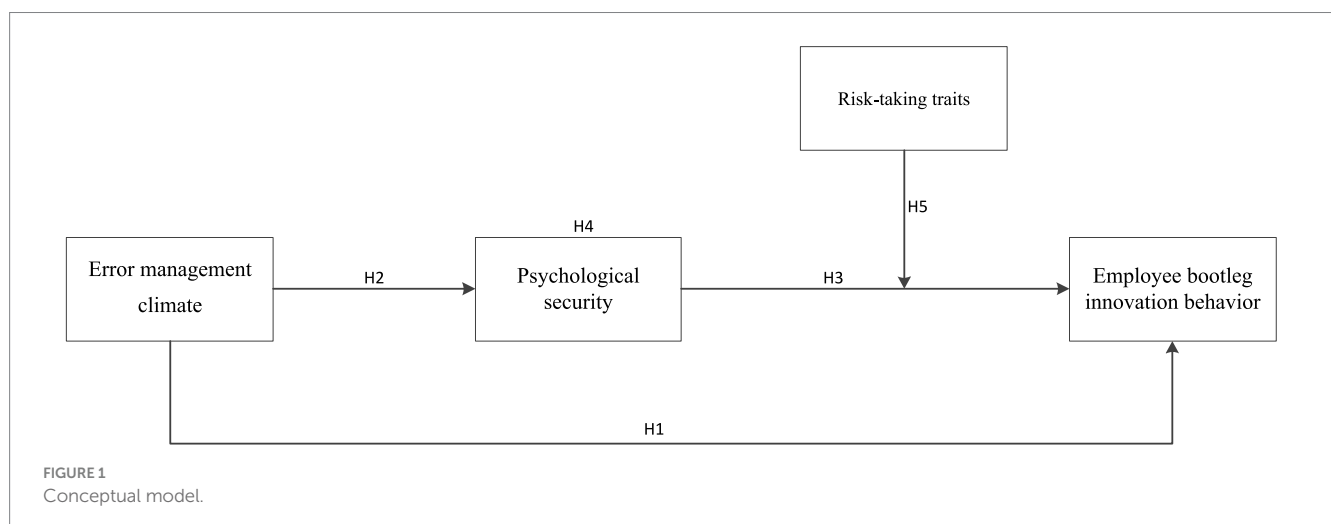 Risk-taking traits
H5
H4
Error management
climate
H2
Psychological
security
H3
Employee bootleg
innovation behavior
H1
FIGURE 1
Conceptual model.